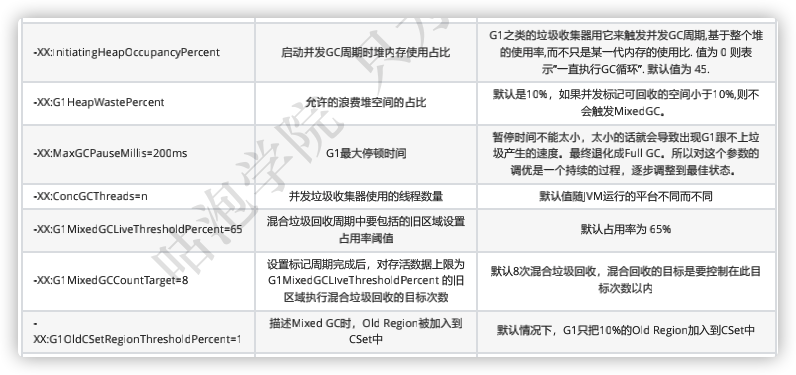 -XX:InitiatingHeapOccupancyPercent
启动并发GC周期时堆内存使用占比
G1之类的垃圾收集器用它来触发并发GC周期,基于整个堆
的使用率,而不只是某一代内存的使用比. 值为 0 则表
示"一直执行GC循环". 默认值为 45.
-XX:G1HeapWastePercent
允许的浪费堆空间的占比
默认是10%，如果并发标记可回收的空间小于10%,则不
会触发MixedGC。
-XX:MaxGCPauseMillis=200ms
G1最大停顿时间
暂停时间不能太小，太小的话就会导致出现G1跟不上垃
圾产生的速度。最终退化成Full GC。所以对这个参数的
调优是一个持续的过程，逐步调整到最佳状态。
-XX:ConcGCThreads=n
并发垃圾收集器使用的线程数量
默认值随JVM运行的平台不同而不同
-XX:G1MixedGCLiveThresholdPercent=65
混合垃圾回收周期中要包括的旧区域设置
占用率阈值
默认占用率为 65%
-XX:G1MixedGCCountTarget=8
设置标记周期完成后，对存活数据上限为
G1MixedGCLIveThresholdPercent 的旧
区域执行混合垃圾回收的目标次数
默认8次混合垃圾回收，混合回收的目标是要控制在此目
标次数以内
-
XX:G1OldCSetRegionThresholdPercent=1
描述Mixed GC时，Old Region被加入到
CSet中
默认情况下，G1只把10%的Old Region加入到CSet中
咕泡学院